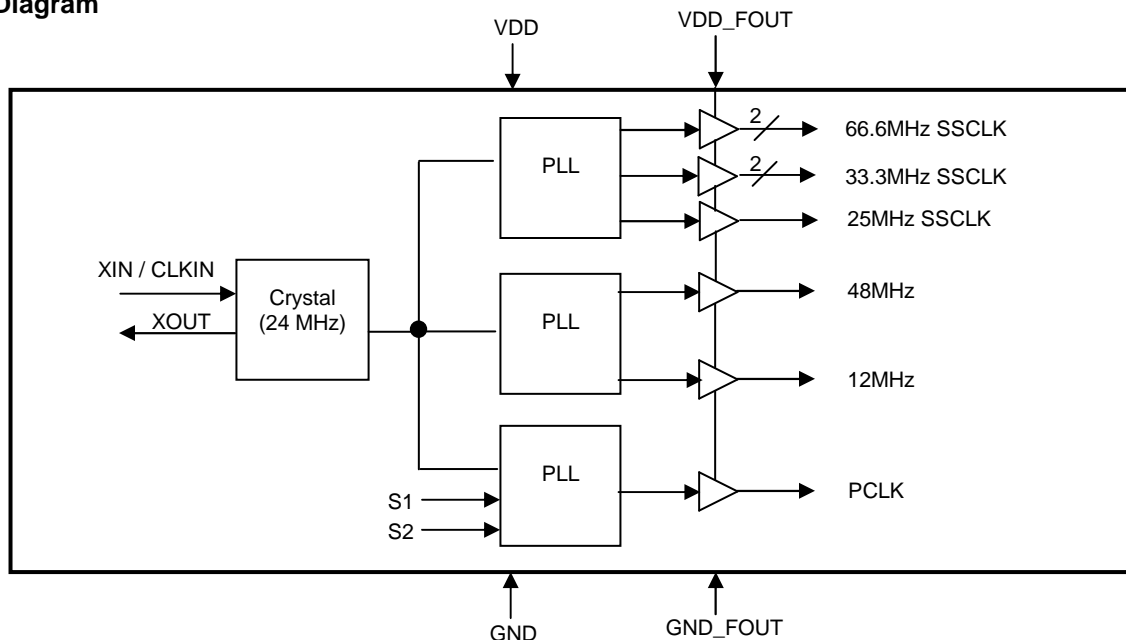 Diagram
VDD
VDD_FOUT
2
66.6MHz SSCLK
PLL
2
33.3MHz SSCLK
25MHz SSCLK
XIN / CLKIN
Crystal
(24 MHz)
XOUT
PLL
48MHz
12MHz
PLL
S1
S2
PCLK
GND
GND_FOUT